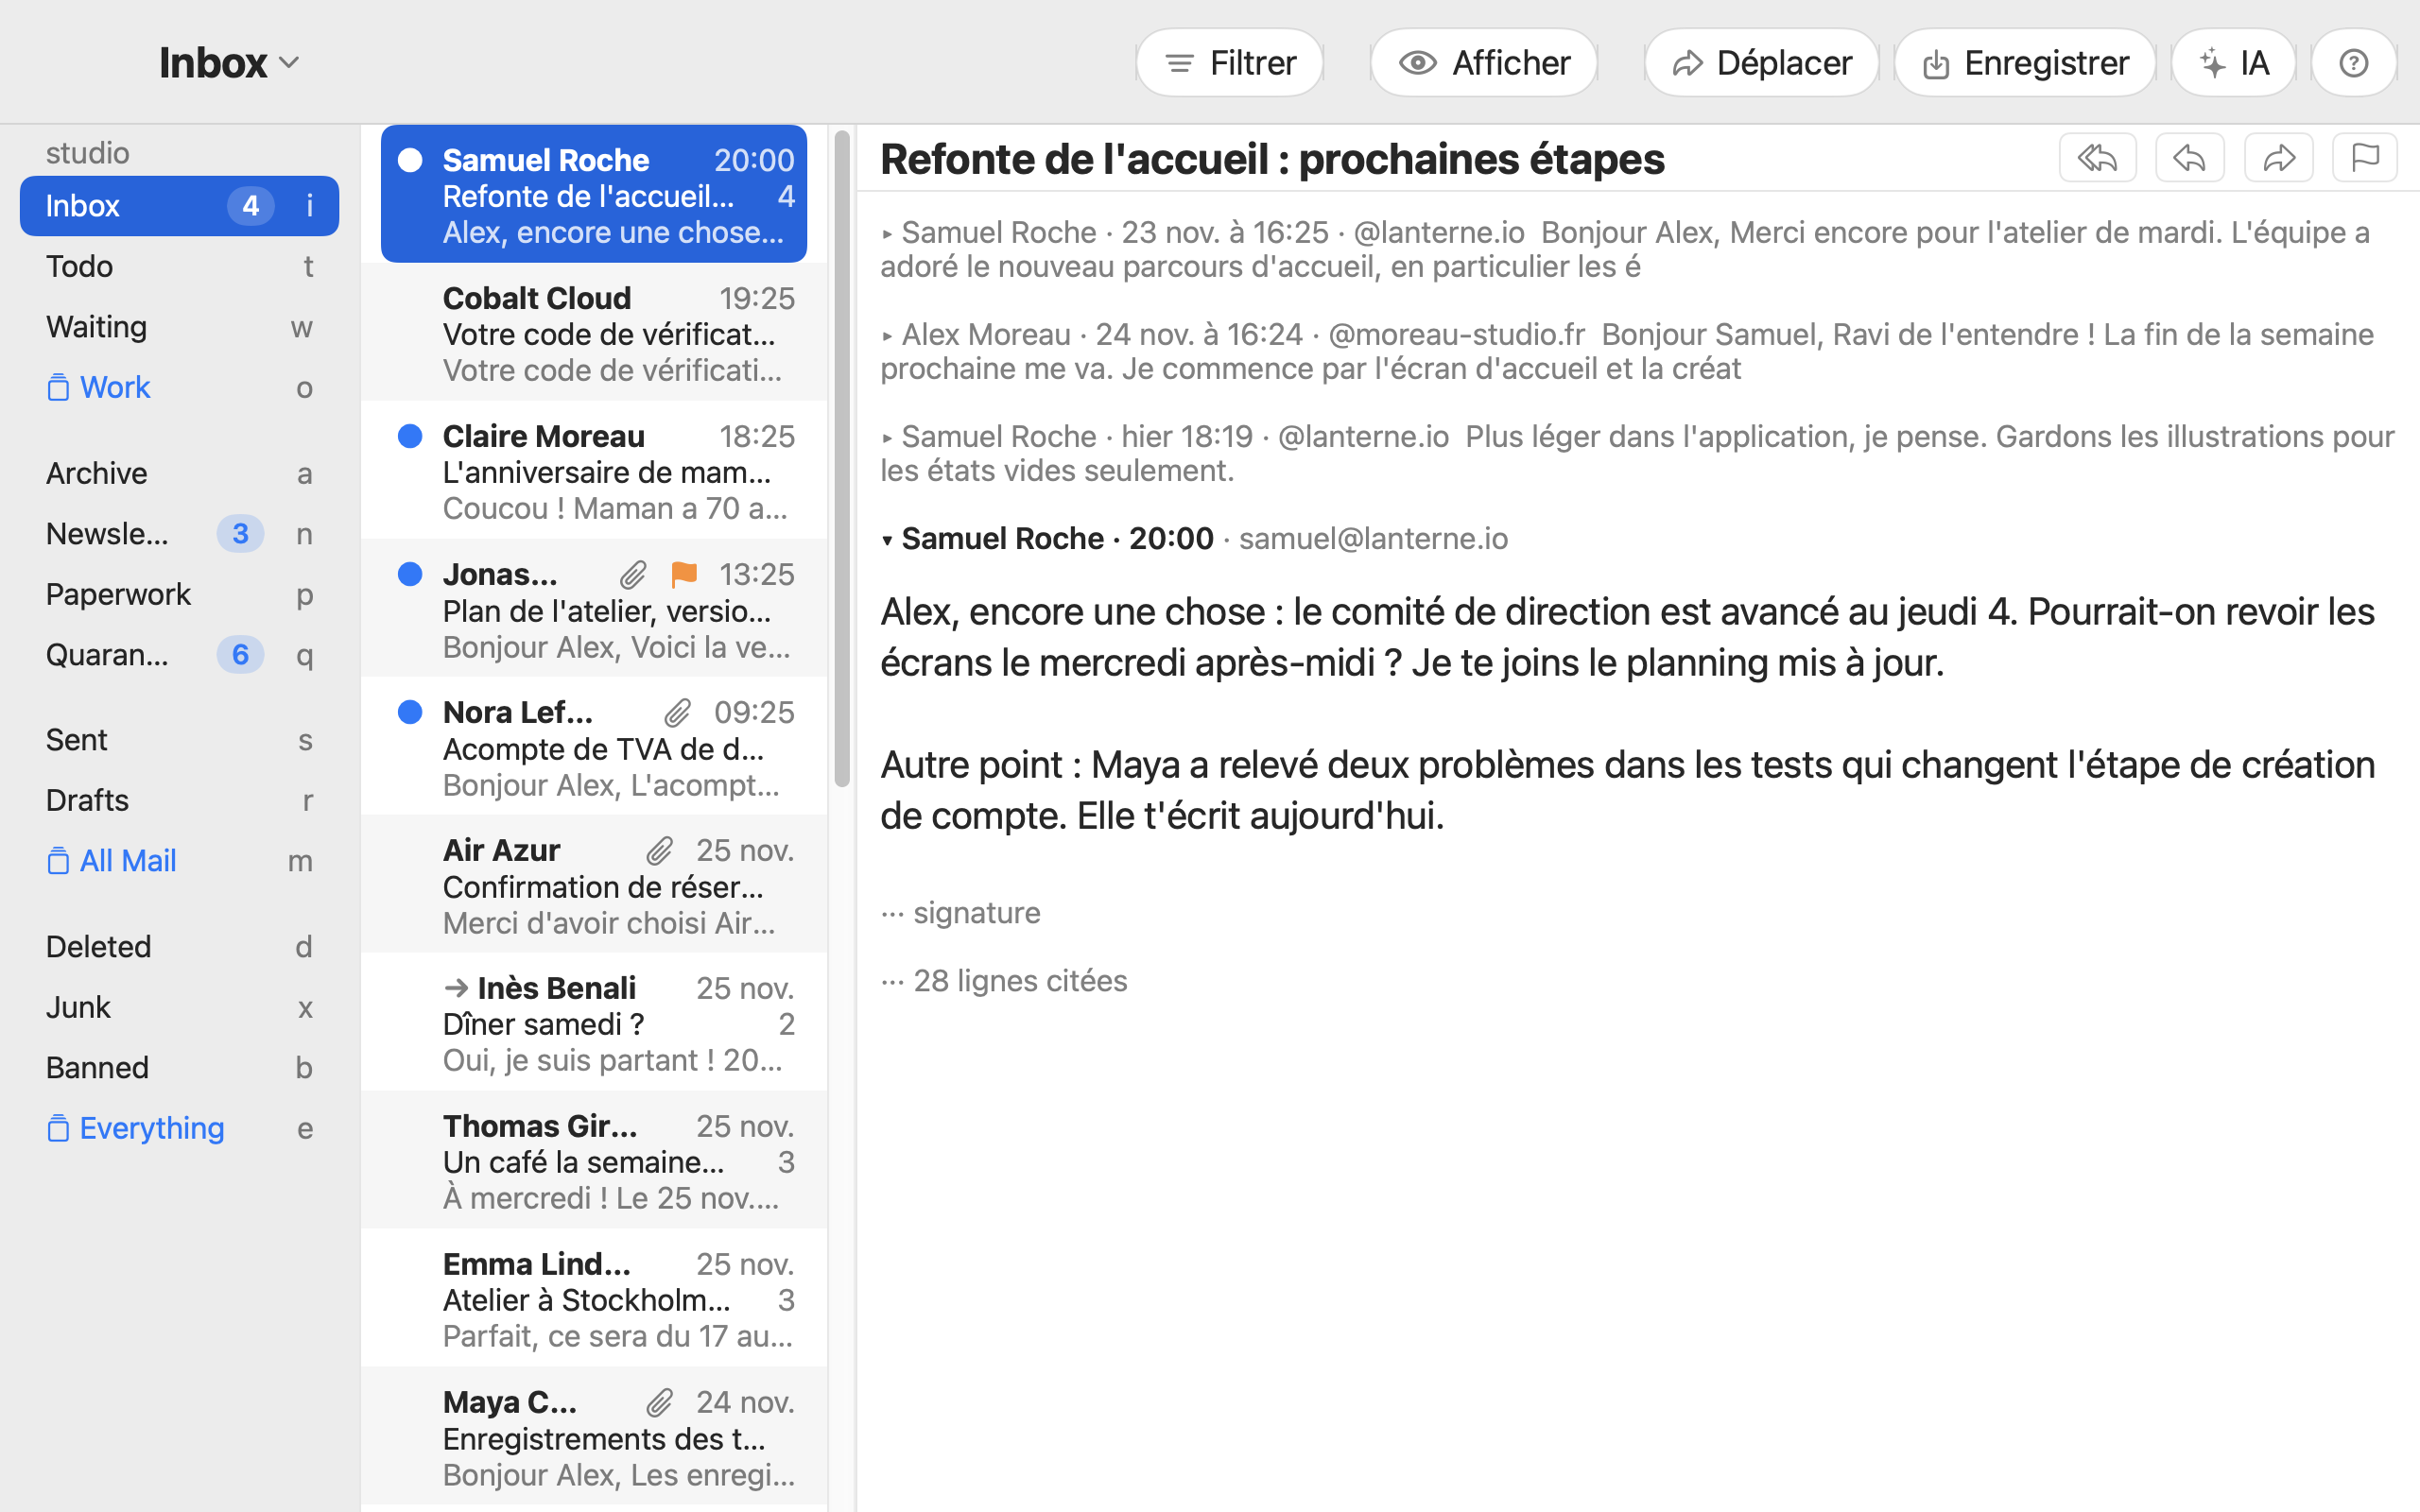 Inbox
Filtrer
Afficher
Déplacer
Enregistrer
IA
?
studio
Inbox 4 i
Todo t
Waiting w
Work o
Archive a
Newsle... 3 n
Paperwork p
Quaran... 6 q
Sent s
Drafts r
All Mail m
Deleted d
Junk x
Banned b
Everything e
Samuel Roche 20:00
Refonte de l'accueil... 4
Alex, encore une chose...
Cobalt Cloud 19:25
Votre code de vérificat...
Votre code de vérificati...
Claire Moreau 18:25
L'anniversaire de mam...
Coucou ! Maman a 70 a...
Jonas... 13:25
Plan de l'atelier, versio...
Bonjour Alex, Voici la ve...
Nora Lef... 09:25
Acompte de TVA de d...
Bonjour Alex, L'acompt...
Air Azur 25 nov.
Confirmation de réser...
Merci d'avoir choisi Air...
Inès Benali 25 nov.
Dîner samedi ? 2
Oui, je suis partant ! 20...
Thomas Gir... 25 nov.
Un café la semaine... 3
À mercredi ! Le 25 nov....
Emma Lind... 25 nov.
Atelier à Stockholm... 3
Parfait, ce sera du 17 au...
Maya C... 24 nov.
Enregistrements des t...
Bonjour Alex, Les enregi...
Refonte de l'accueil : prochaines étapes
Samuel Roche · 23 nov. à 16:25 · @lanterne.io Bonjour Alex, Merci encore pour l'atelier de mardi. L'équipe a
adoré le nouveau parcours d'accueil, en particulier les é
Alex Moreau · 24 nov. à 16:24 · @moreau-studio.fr Bonjour Samuel, Ravi de l'entendre ! La fin de la semaine
prochaine me va. Je commence par l'écran d'accueil et la créat
Samuel Roche · hier 18:19 · @lanterne.io Plus léger dans l'application, je pense. Gardons les illustrations pour
les états vides seulement.
Samuel Roche · 20:00 · samuel@lanterne.io
Alex, encore une chose : le comité de direction est avancé au jeudi 4. Pourrait-on revoir les
écrans le mercredi après-midi ? Je te joins le planning mis à jour.
Autre point : Maya a relevé deux problèmes dans les tests qui changent l'étape de création
de compte. Elle t'écrit aujourd'hui.
··· signature
··· 28 lignes citées